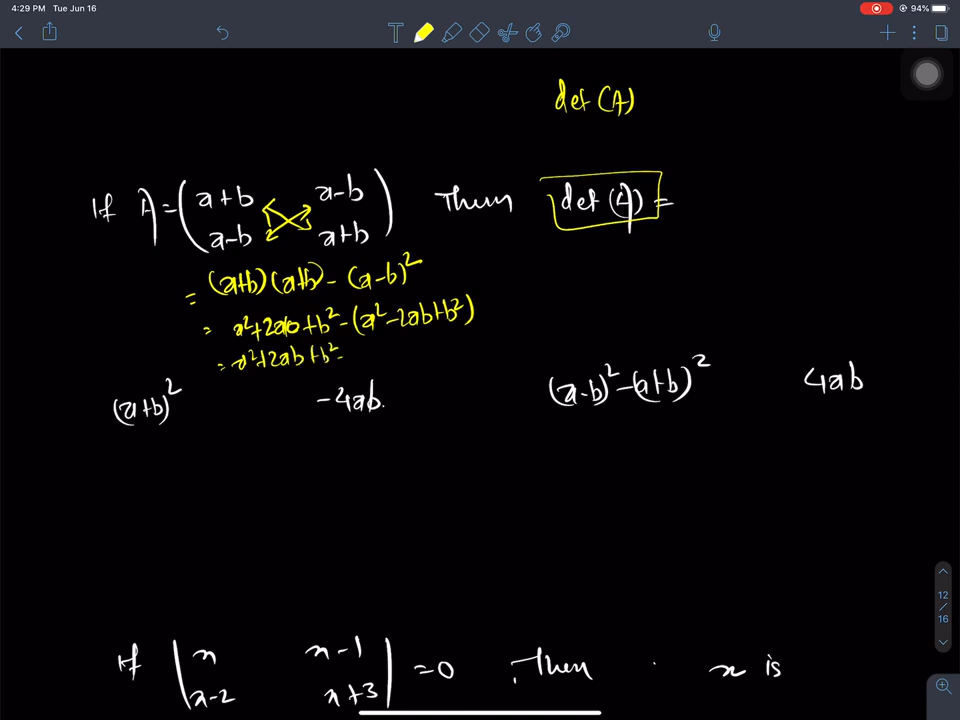 4:29 PM Tue Jun 16 94%
T
det (A)
If A = ( a+b a-b ) Then det (A) =
a-b a+b
= (a+b)(a+b) - (a-b)²
= a²+2ab+b² - (a²-2ab+b²)
= a²+2ab+b²-
(a+b)² -4ab. (a-b)²-(a+b)² 4ab
12
/
16
If | x x-1 | =0 , Then x is
x-2 x+3